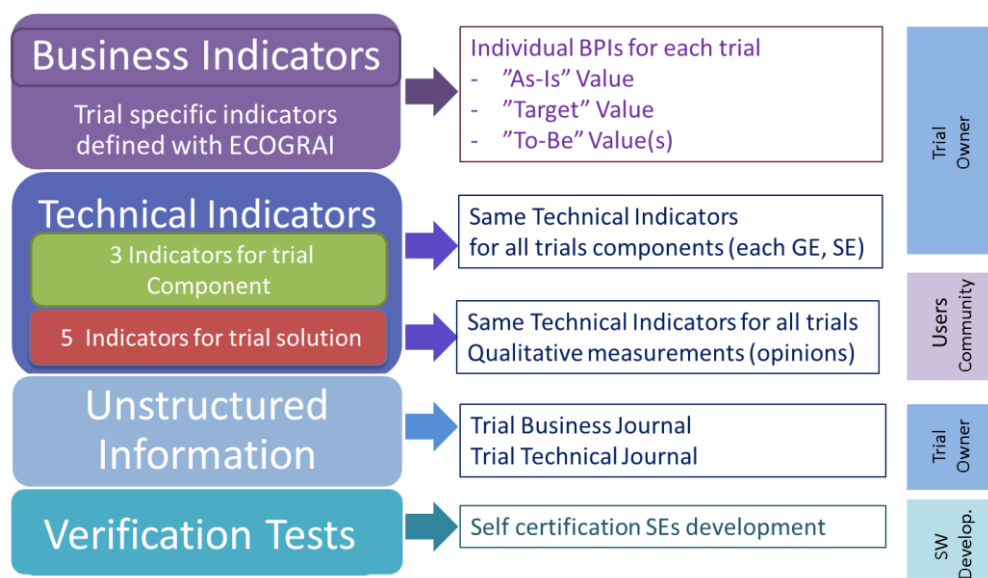 Business Indicators
Trial specific indicators
defined with ECOGRAI
Individual BPIs for each trial
- ”As-Is” Value
- ”Target” Value
- ”To-Be” Value(s)
Trial
Owner
Technical Indicators
3 Indicators for trial
Component
Same Technical Indicators
for all trials components (each GE, SE)
5 Indicators for trial solution
Same Technical Indicators for all trials
Qualitative measurements (opinions)
Users
Community
Unstructured
Information
Trial Business Journal
Trial Technical Journal
Trial
Owner
Verification Tests
Self certification SEs development
SW
Develop.